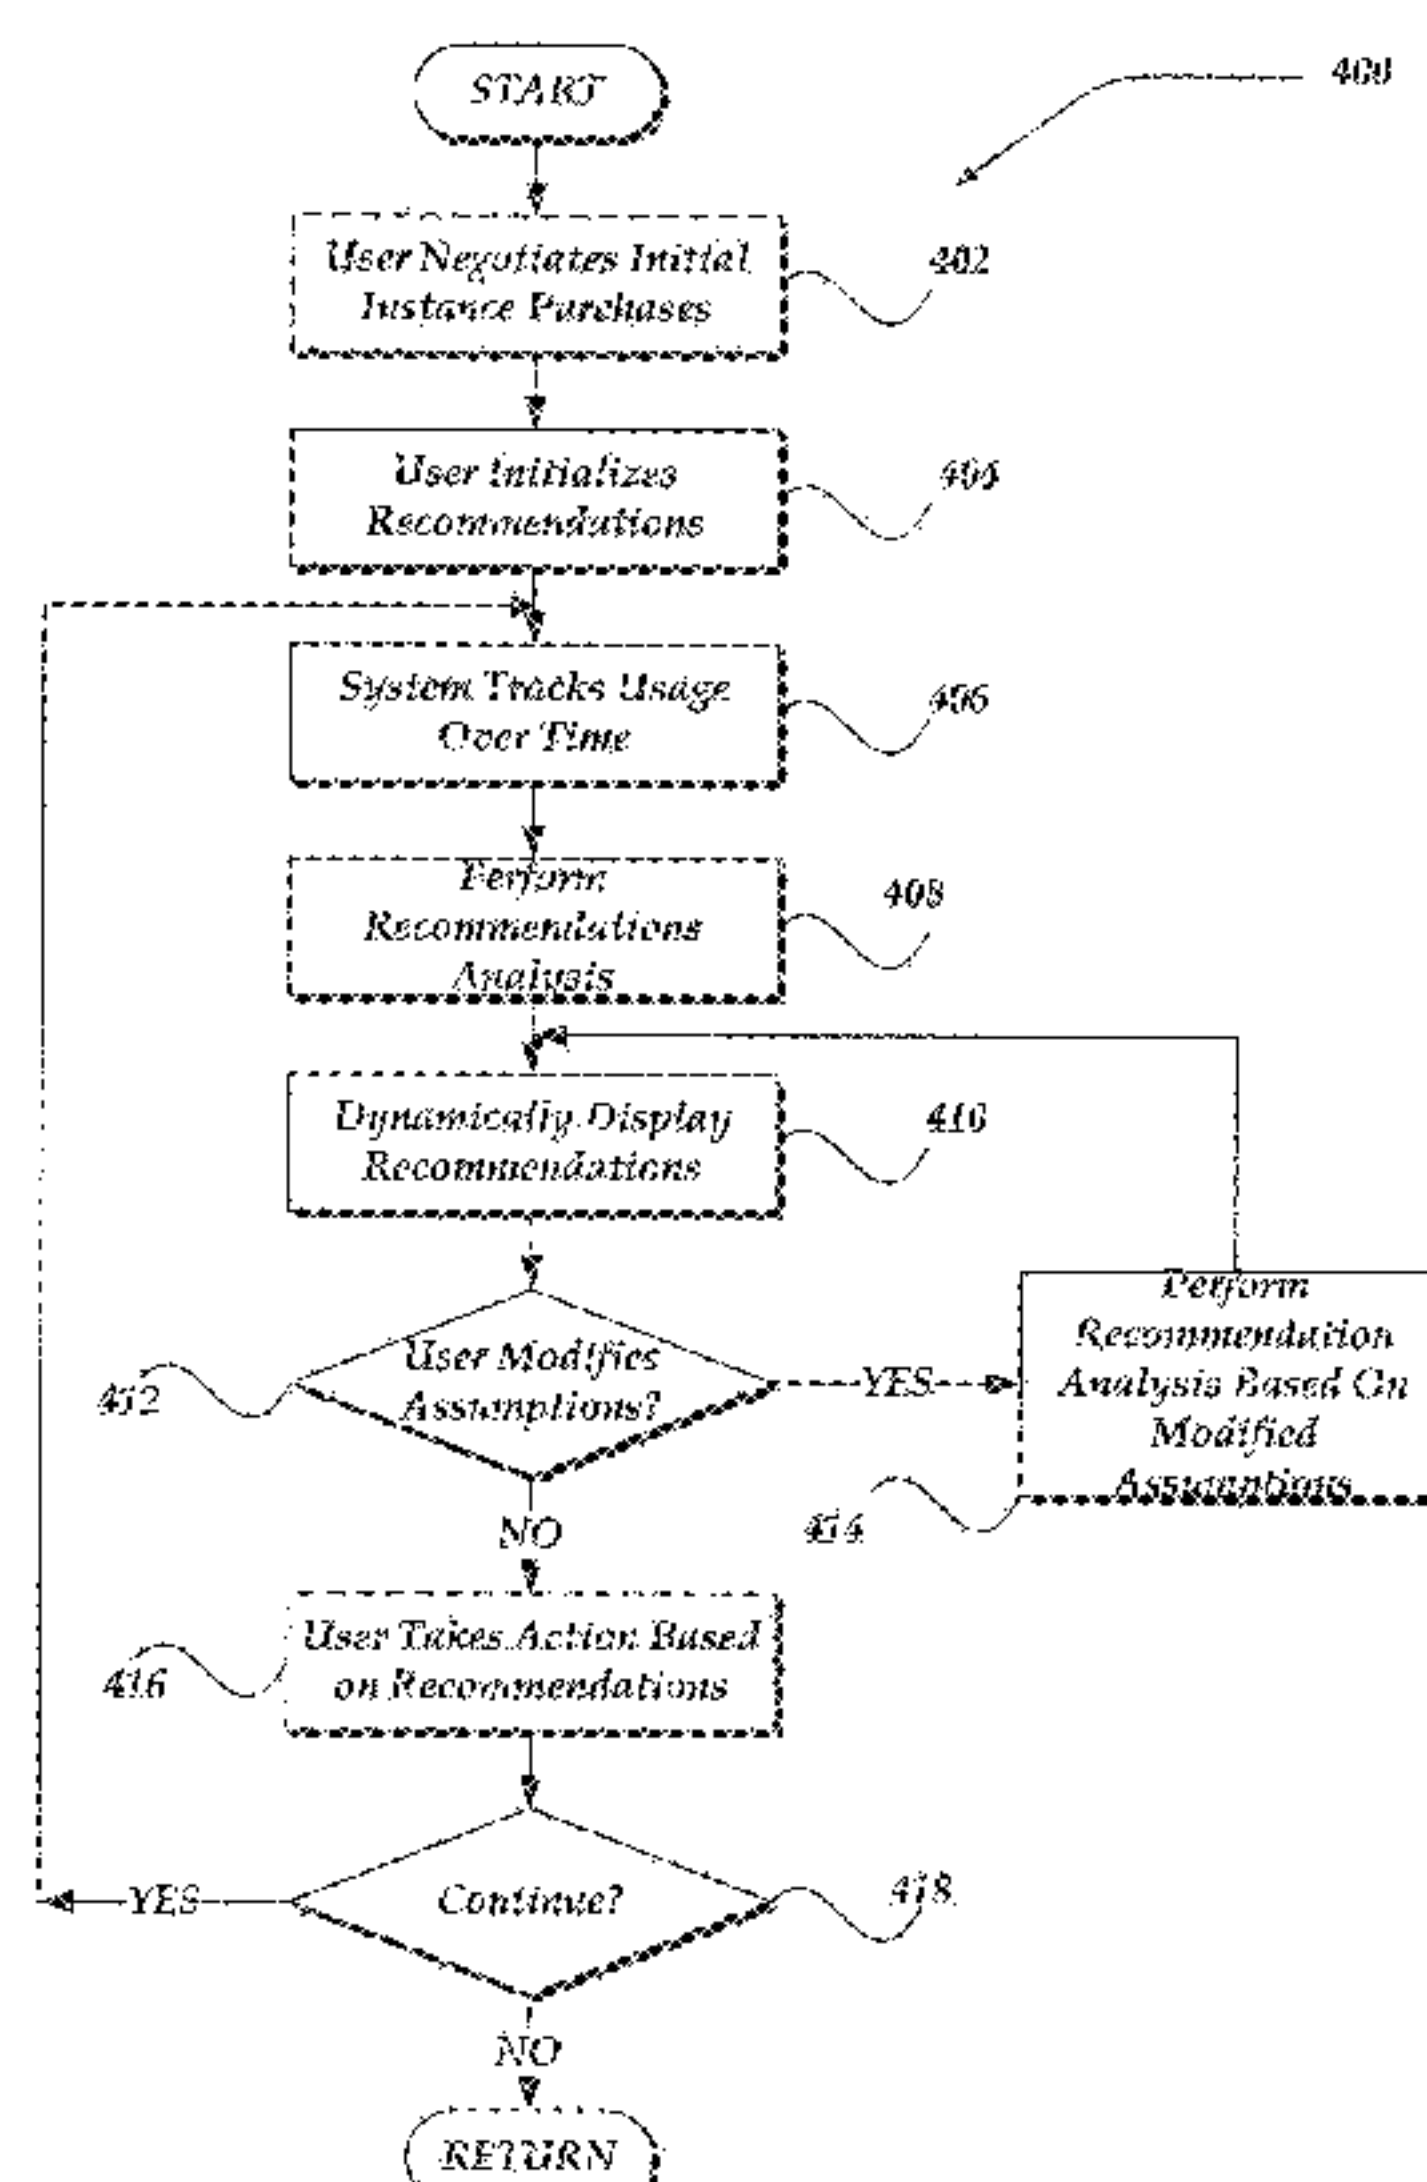 START
400
User Negotiates Initial
Instance Purchases
402
User Initializes
Recommendations
404
System Tracks Usage
Over Time
406
Perform
Recommendations
Analysis
408
Dynamically Display
Recommendations
410
User Modifies
Assumptions?
412
YES
Perform
Recommendation
Analysis Based On
Modified
Assumptions
414
NO
User Takes Action Based
on Recommendations
416
Continue?
418
YES
NO
RETURN